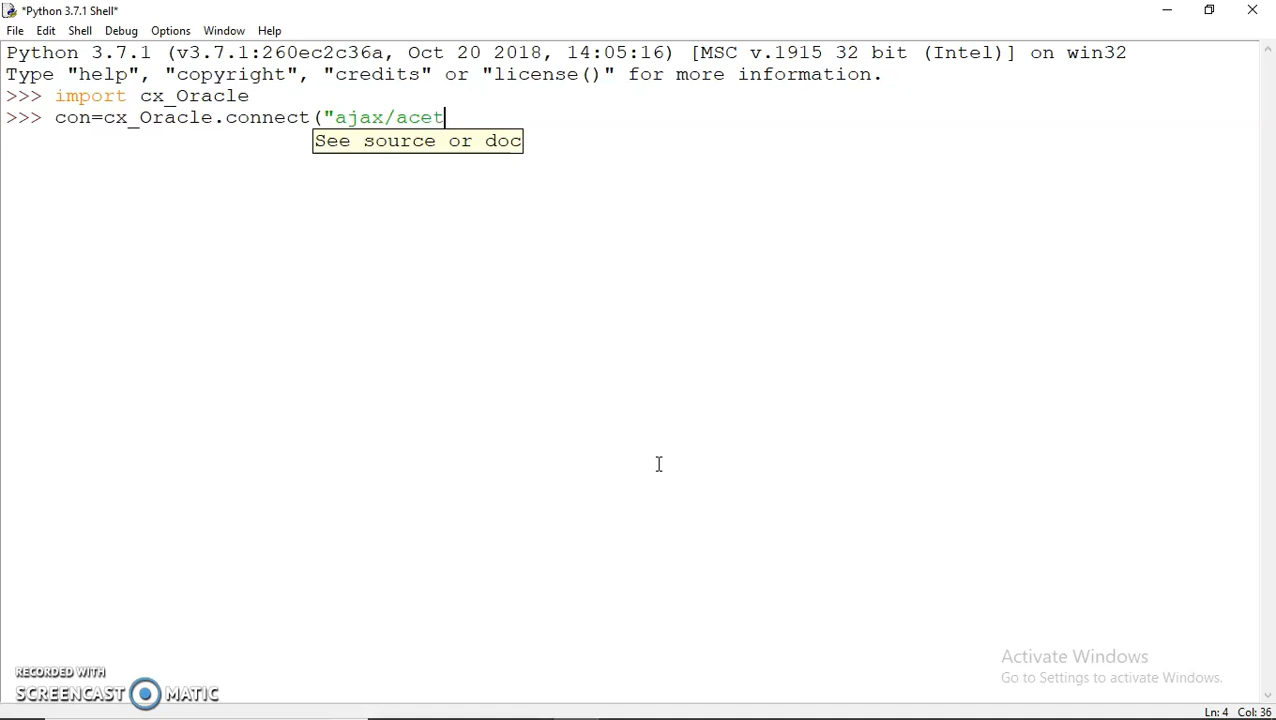 *Python 3.7.1 Shell*
File Edit Shell Debug Options Window Help
Python 3.7.1 (v3.7.1:260ec2c36a, Oct 20 2018, 14:05:16) [MSC v.1915 32 bit (Intel)] on win32
Type "help", "copyright", "credits" or "license()" for more information.
>>> import cx_Oracle
>>> con=cx_Oracle.connect("ajax/acet
See source or doc
Activate Windows
Go to Settings to activate Windows.
RECORDED WITH
SCREENCAST MATIC
Ln: 4 Col: 36